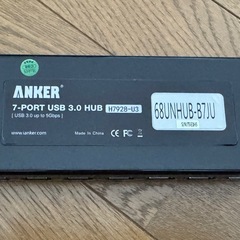 ANKER
7-PORT USB 3.0 HUB H7928-U3
( USB 3.0 up to 5Gbps )
www.anker.com Made In China
68UNHUB-B7JU